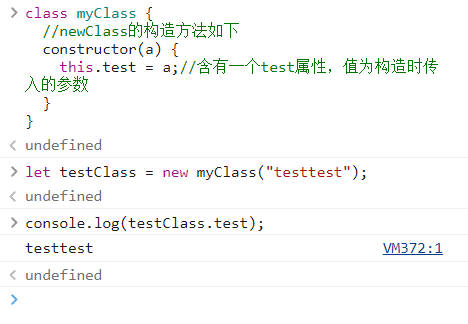 > class myClass {
//newClass的构造方法如下
constructor(a) {
this.test = a;//含有一个test属性，值为构造时传
入的参数
}
}
< undefined
> let testClass = new myClass("testtest");
< undefined
> console.log(testClass.test);
testtest VM372:1
< undefined
>